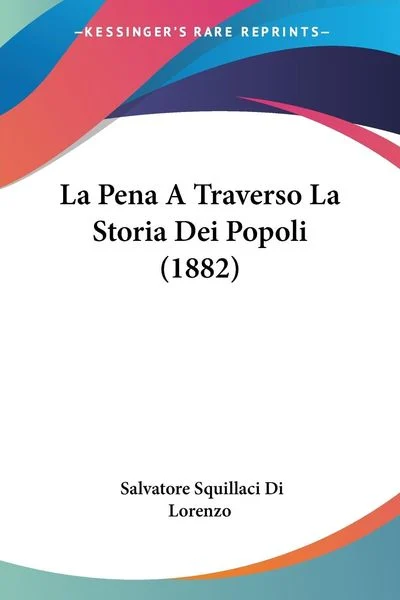 KESSINGER'S RARE REPRINTS
La Pena A Traverso La
Storia Dei Popoli
(1882)
Salvatore Squillaci Di
Lorenzo